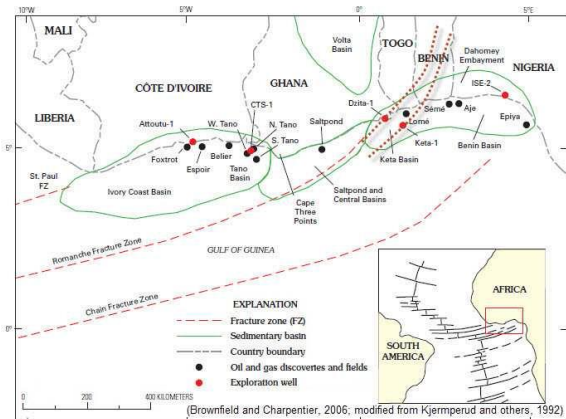 10°W
5°W
0°
5°E
MALI
Volta
Basin
TOGO
BENIN
Dahomey
Embayment
NIGERIA
CÔTE D'IVOIRE
GHANA
ISE-2
LIBERIA
Attoutu-1
W. Tano
CTS-1
N. Tano
S. Tano
Saltpond
Dzita-1
Sémé
Aje
Lomé
Epiya
Keta-1
5°
Foxtrot
Espoir
Belier
Tano
Basin
Keta Basin
Benin Basin
St. Paul
FZ
Ivory Coast Basin
Cape
Three
Points
Saltpond and
Central Basins
Romanche Fracture Zone
GULF OF GUINEA
Chain Fracture Zone
0°
EXPLANATION
Fracture zone (FZ)
Sedimentary basin
Country boundary
Oil and gas discoveries and fields
Exploration well
0 200 400 KILOMETERS
AFRICA
SOUTH
AMERICA
(Brownfield and Charpentier, 2006; modified from Kjermperud and others, 1992)